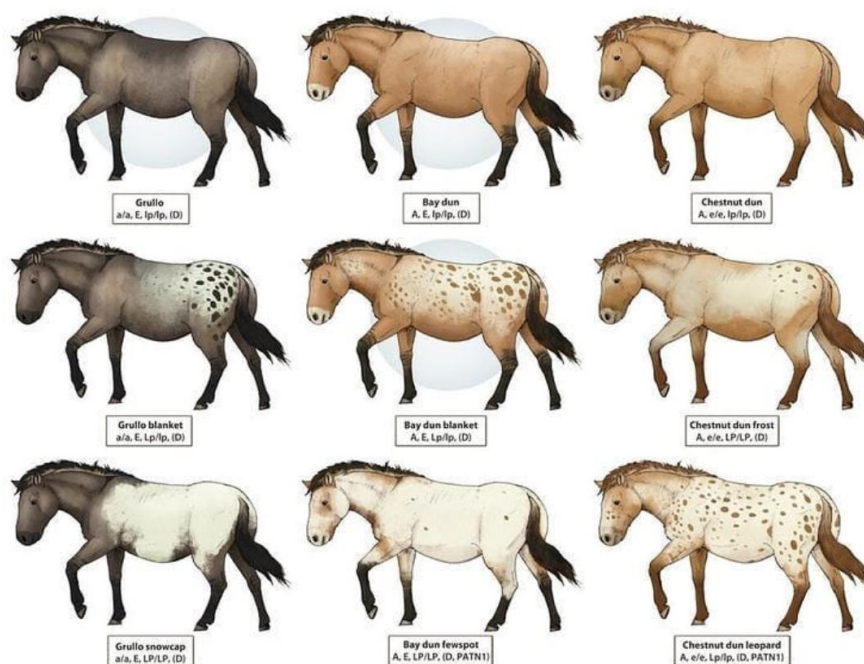 Grullo
a/a, E, lp/lp, (D)
Bay dun
A, E, lp/lp, (D)
Chestnut dun
A, e/e, lp/lp, (D)
Grullo blanket
a/a, E, Lp/lp, (D)
Bay dun blanket
A, E, Lp/lp, (D)
Chestnut dun frost
A, e/e, LP/LP, (D)
Grullo snowcap
a/a, E, LP/LP, (D)
Bay dun fewspot
A, E, LP/LP, (D, PATN1)
Chestnut dun leopard
A, e/e, Lp/lp, (D, PATN1)